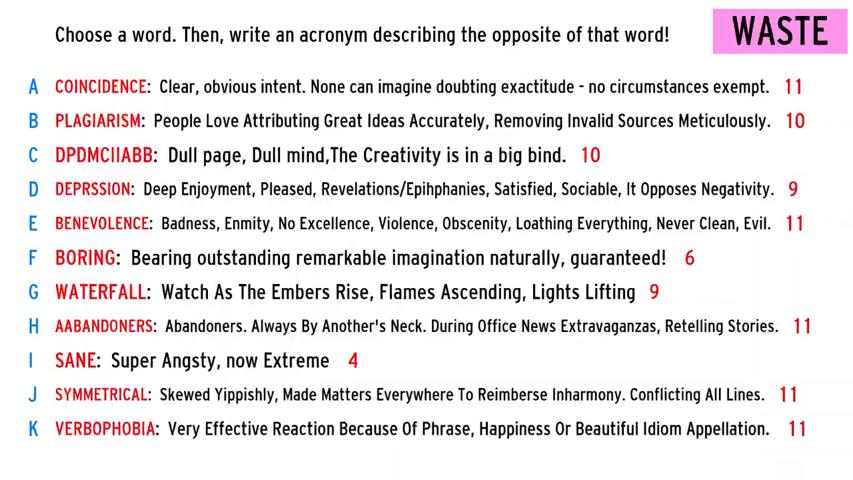 Choose a word. Then, write an acronym describing the opposite of that word!
WASTE
A COINCIDENCE: Clear, obvious intent. None can imagine doubting exactitude - no circumstances exempt. 11
B PLAGIARISM: People Love Attributing Great Ideas Accurately, Removing Invalid Sources Meticulously. 10
C DPDMCIIABB: Dull page, Dull mind,The Creativity is in a big bind. 10
D DEPRSSION: Deep Enjoyment, Pleased, Revelations/Epihphanies, Satisfied, Sociable, It Opposes Negativity. 9
E BENEVOLENCE: Badness, Enmity, No Excellence, Violence, Obscenity, Loathing Everything, Never Clean, Evil. 11
F BORING: Bearing outstanding remarkable imagination naturally, guaranteed! 6
G WATERFALL: Watch As The Embers Rise, Flames Ascending, Lights Lifting 9
H AABANDONERS: Abandoners. Always By Another's Neck. During Office News Extravaganzas, Retelling Stories. 11
I SANE: Super Angsty, now Extreme 4
J SYMMETRICAL: Skewed Yippishly, Made Matters Everywhere To Reimberse Inharmony. Conflicting All Lines. 11
K VERBOPHOBIA: Very Effective Reaction Because Of Phrase, Happiness Or Beautiful Idiom Appellation. 11